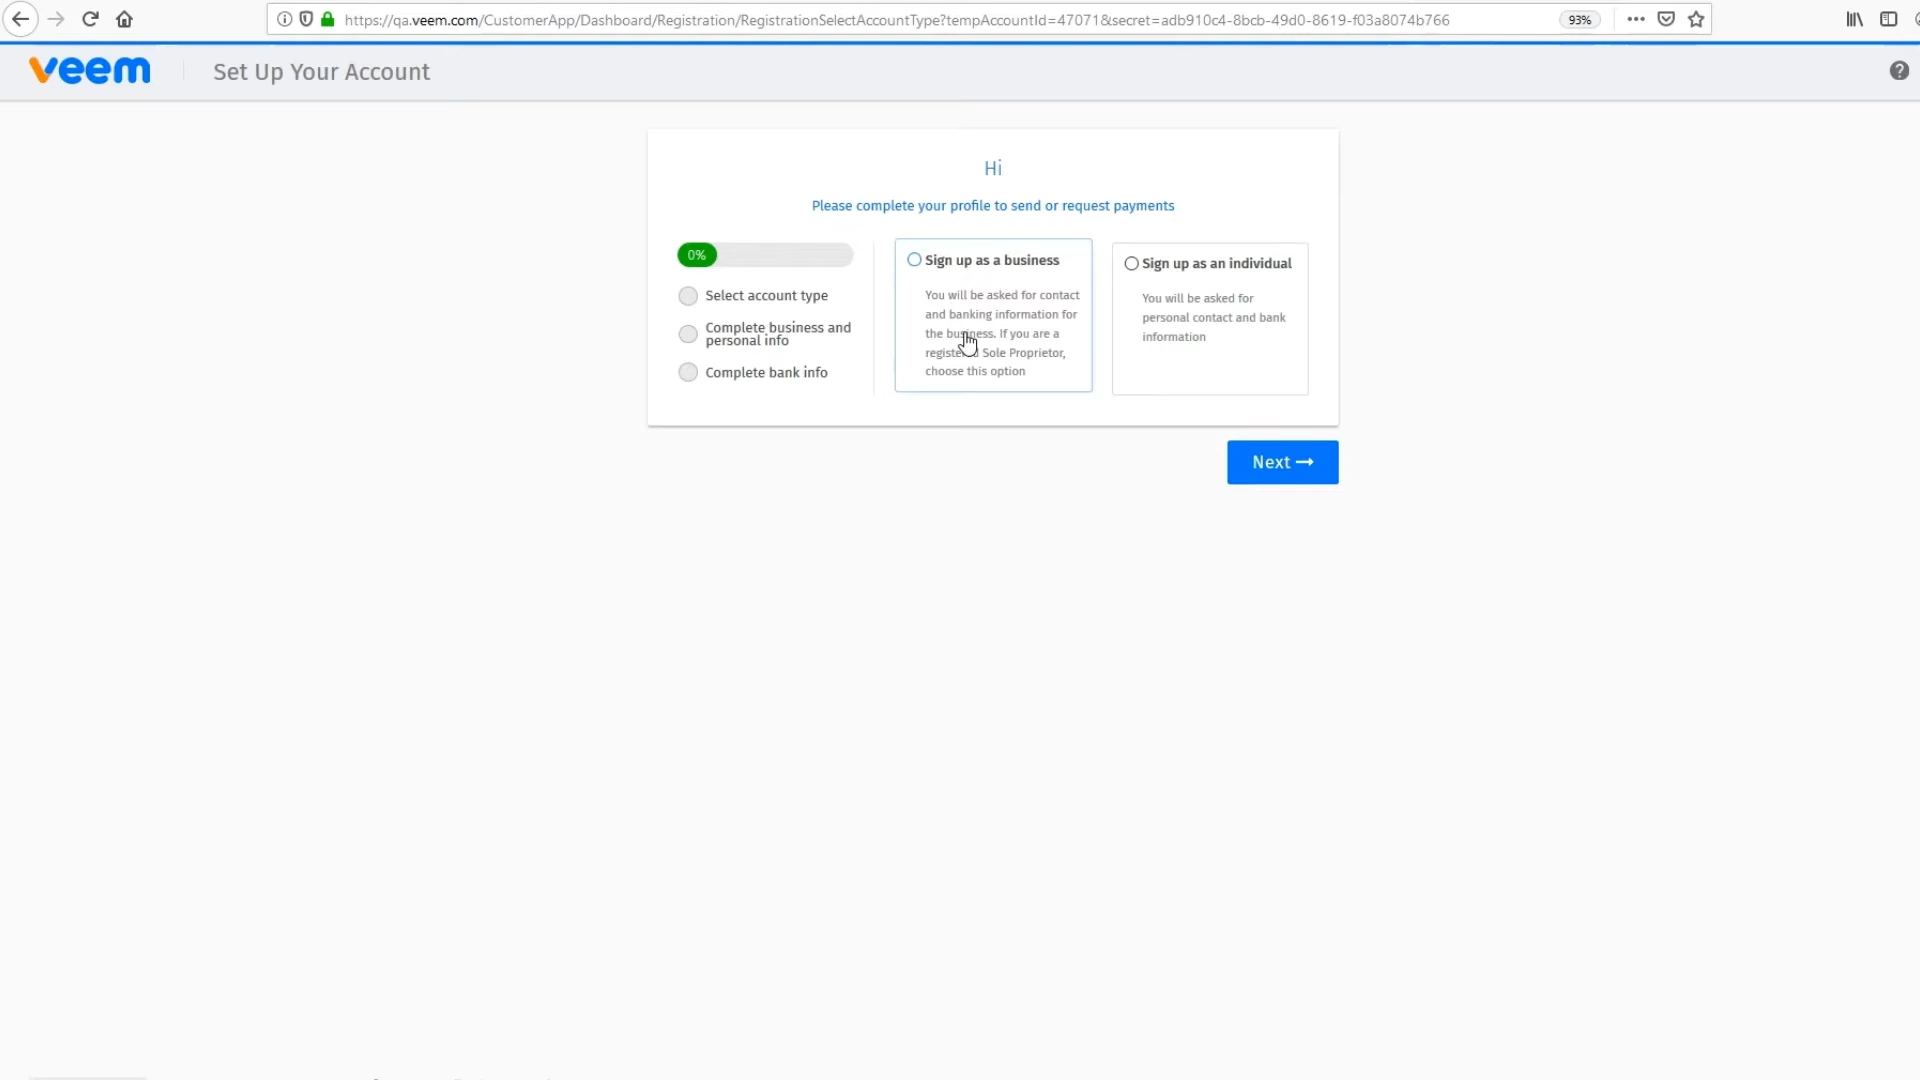 https://qa.veem.com/CustomerApp/Dashboard/Registration/RegistrationSelectAccountType?tempAccountId=47071&secret=adb910c4-8bcb-49d0-8619-f03a8074b766
93%
veem
Set Up Your Account
Hi
Please complete your profile to send or request payments
0%
Select account type
Complete business and
personal info
Complete bank info
Sign up as a business
You will be asked for contact
and banking information for
the business. If you are a
registered Sole Proprietor,
choose this option
Sign up as an individual
You will be asked for
personal contact and bank
information
Next →